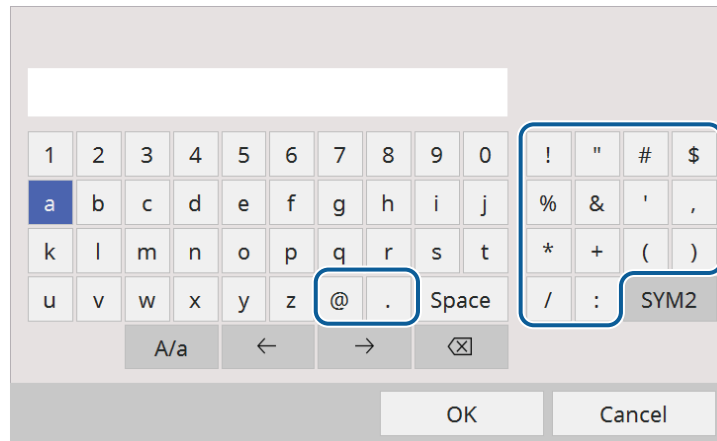 1 2 3 4 5 6 7 8 9 0 ! " # $
a b c d e f g h i j % & ' ,
k l m n o p q r s t * + ( )
u v w x y z @ . Space / : SYM2
A/a ← → ⌫
OK Cancel